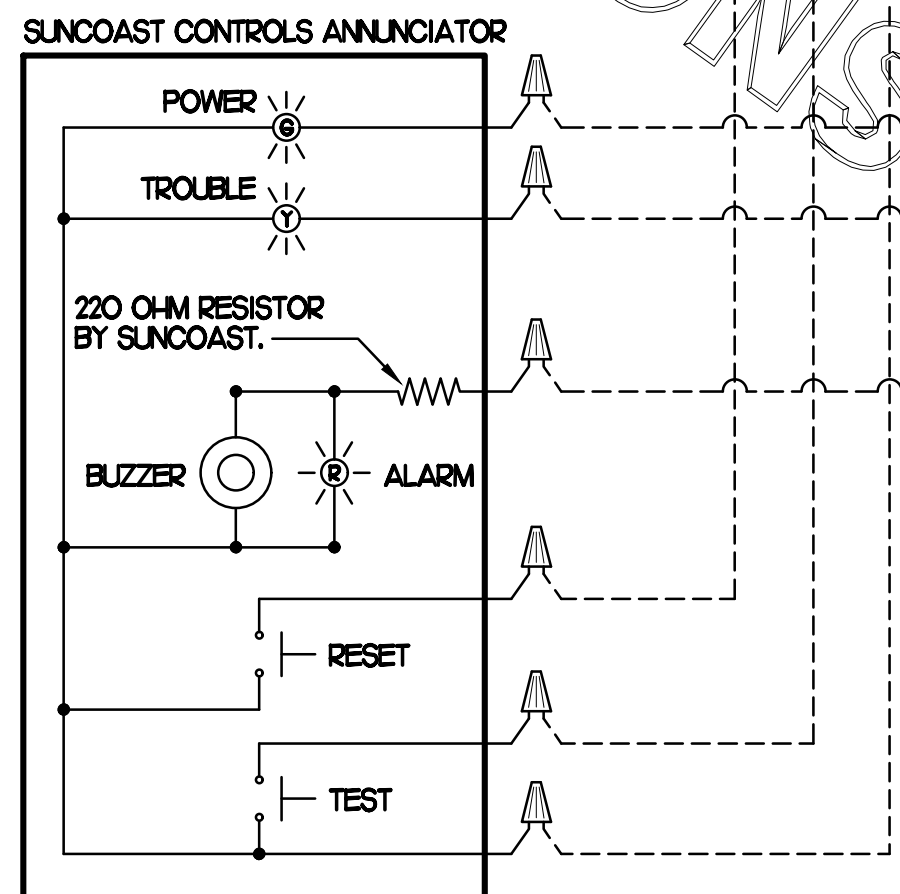 SUNCOAST CONTROLS ANNUNCIATOR
POWER
G
TROUBLE
Y
220 OHM RESISTOR
BY SUNCOAST.
BUZZER
R
ALARM
RESET
TEST